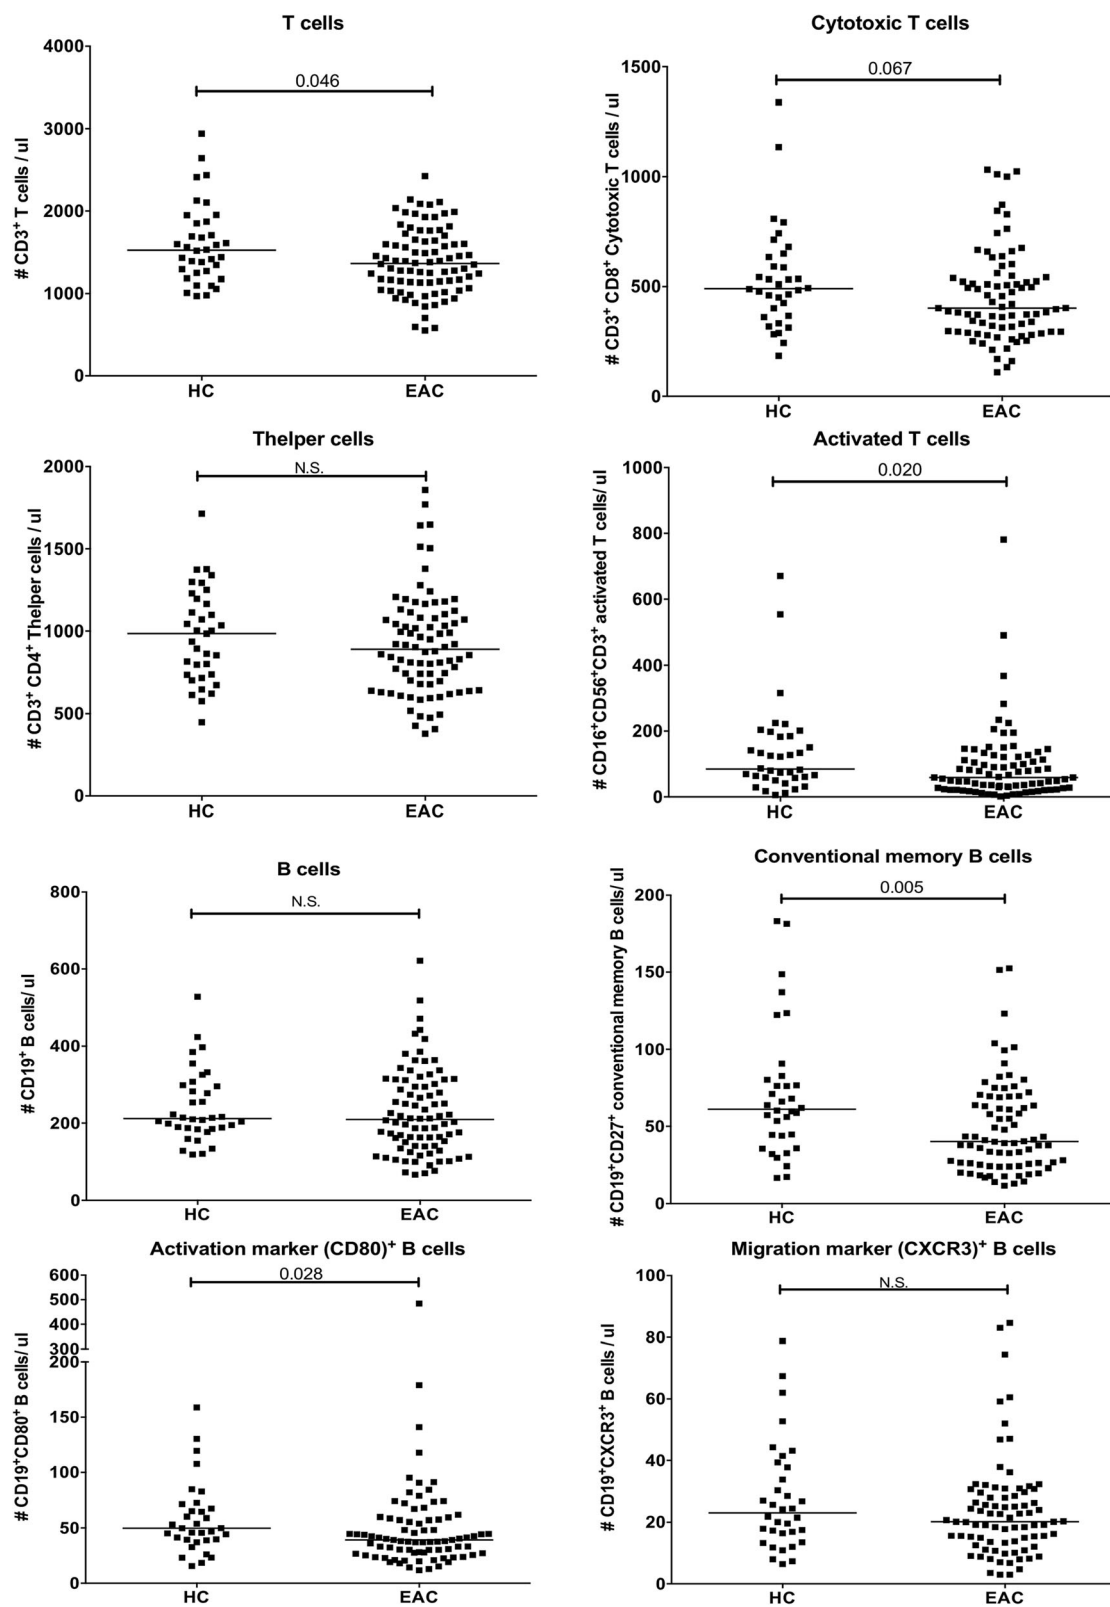 T cells
# CD3⁺ T cells / ul
4000
3000
2000
1000
0
0.046
HC
EAC
Cytotoxic T cells
# CD3⁺ CD8⁺ Cytotoxic T cells / ul
1500
1000
500
0
0.067
HC
EAC
Thelper cells
# CD3⁺ CD4⁺ Thelper cells / ul
2000
1500
1000
500
0
N.S.
HC
EAC
Activated T cells
# CD16⁺CD56⁺CD3⁺ activated T cells/ ul
1000
800
600
400
200
0
0.020
HC
EAC
B cells
# CD19⁺ B cells/ ul
800
600
400
200
0
N.S.
HC
EAC
Conventional memory B cells
# CD19⁺CD27⁺ conventional memory B cells/ ul
200
150
100
50
0
0.005
HC
EAC
Activation marker (CD80)⁺ B cells
# CD19⁺CD80⁺ B cells/ ul
600
500
400
300
200
150
100
50
0
0.028
HC
EAC
Migration marker (CXCR3)⁺ B cells
# CD19⁺CXCR3⁺ B cells / ul
100
80
60
40
20
0
N.S.
HC
EAC